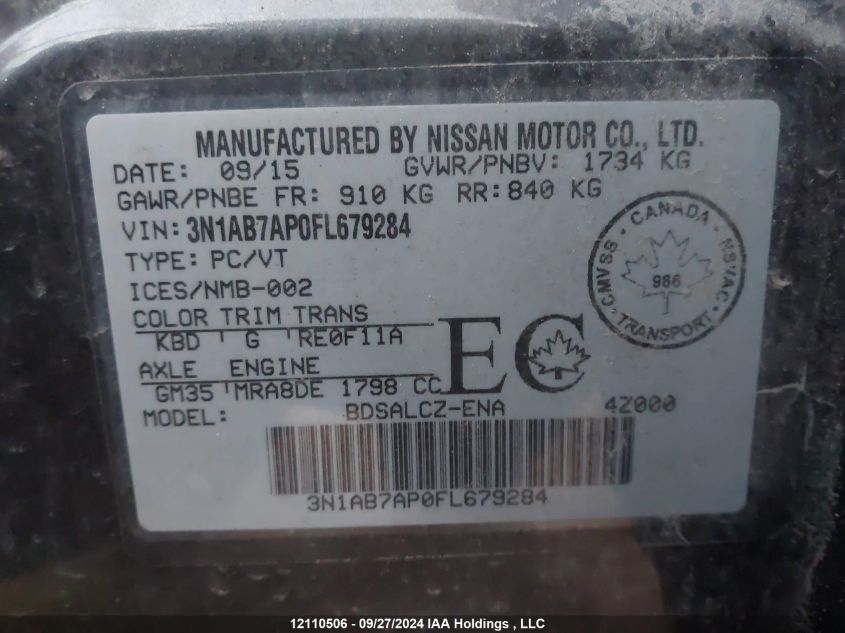 MANUFACTURED BY NISSAN MOTOR CO., LTD.
DATE: 09/15 GVWR/PNBV: 1734 KG
GAWR/PNBE FR: 910 KG RR: 840 KG
VIN: 3N1AB7AP0FL679284
TYPE: PC/VT
ICES/NMB-002
COLOR TRIM TRANS
KBD G RE0F11A
AXLE ENGINE
GM35 MRA8DE 1798 CC
EC
CANADA
CMVSS · NSVAC
986
TRANSPORT
MODEL: BDSALCZ-ENA 4Z000
3N1AB7AP0FL679284
12110506 - 09/27/2024 IAA Holdings , LLC